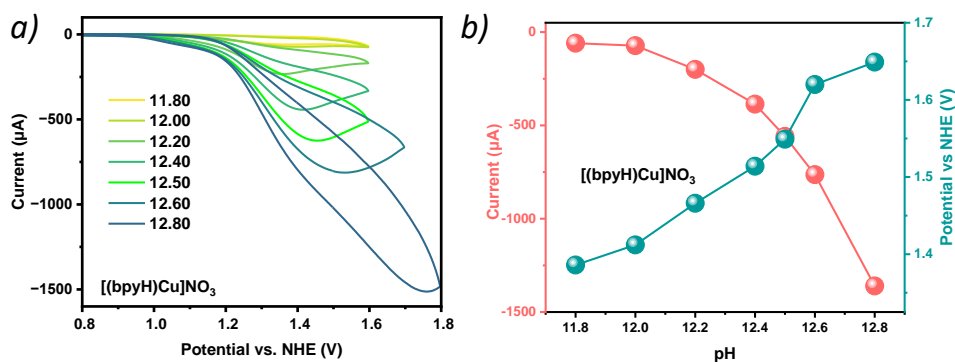 a)
0
−500
−1000
−1500
Current (µA)
11.80
12.00
12.20
12.40
12.50
12.60
12.80
[(bpyH)Cu]NO₃
0.8 1.0 1.2 1.4 1.6 1.8
Potential vs. NHE (V)
b)
0
-500
-1000
-1500
Current (µA)
[(bpyH)Cu]NO₃
1.7
1.6
1.5
1.4
Potential vs NHE (V)
11.8 12.0 12.2 12.4 12.6 12.8
pH